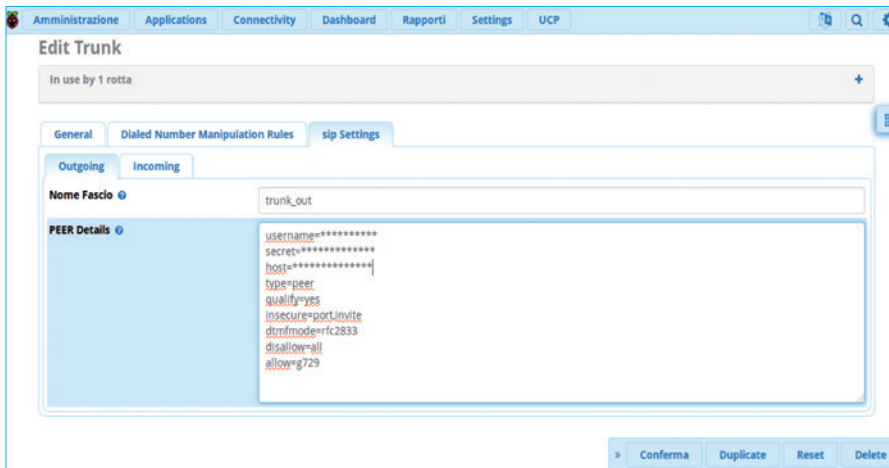 Amministrazione Applications Connectivity Dashboard Rapporti Settings UCP
Edit Trunk
In use by 1 rotta
General Dialed Number Manipulation Rules sip Settings
Outgoing Incoming
Nome Fascio
trunk_out
PEER Details
username=**********
secret=*************
host=**************
type=peer
qualify=yes
insecure=port,invite
dtmfmode=rfc2833
disallow=all
allow=g729
» Conferma Duplicate Reset Delete